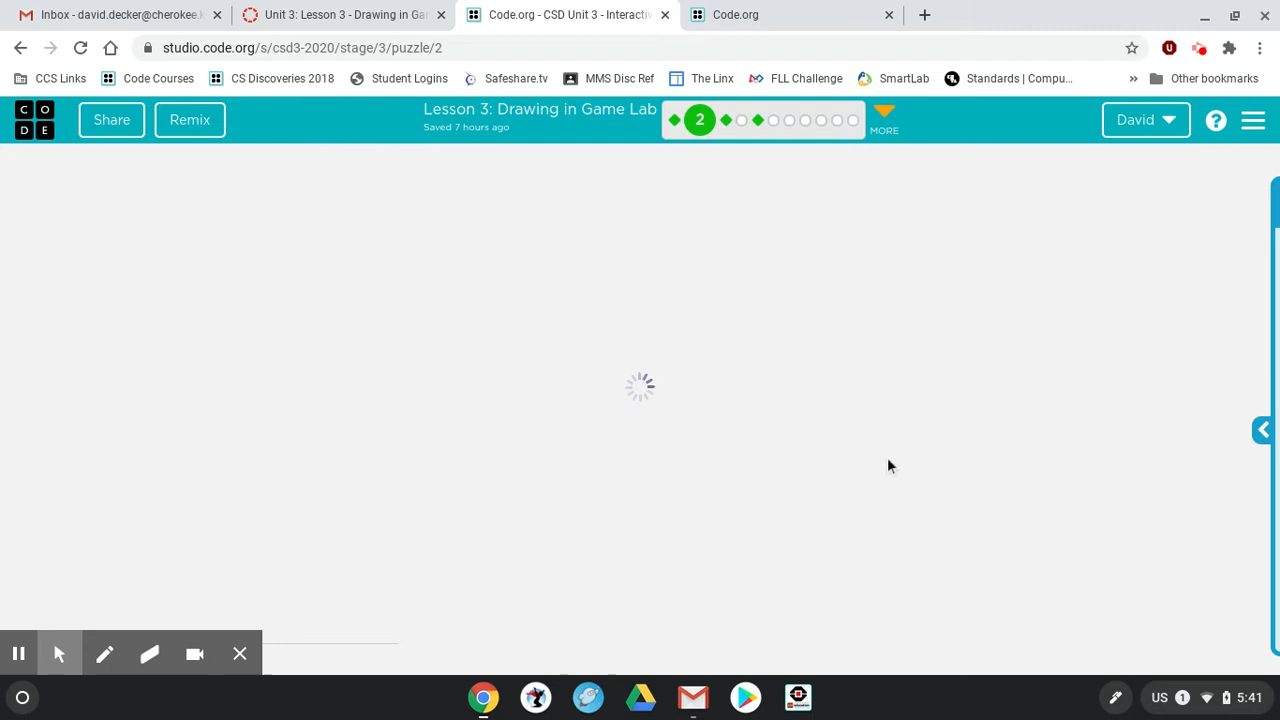 Inbox - david.decker@cherokee.k
Unit 3: Lesson 3 - Drawing in Gar
Code.org - CSD Unit 3 - Interactiv
Code.org
studio.code.org/s/csd3-2020/stage/3/puzzle/2
CCS Links
Code Courses
CS Discoveries 2018
Student Logins
Safeshare.tv
MMS Disc Ref
The Linx
FLL Challenge
SmartLab
Standards | Compu...
»
Other bookmarks
C O
D E
Share
Remix
Lesson 3: Drawing in Game Lab
Saved 7 hours ago
2
MORE
David
?
US
1
5:41